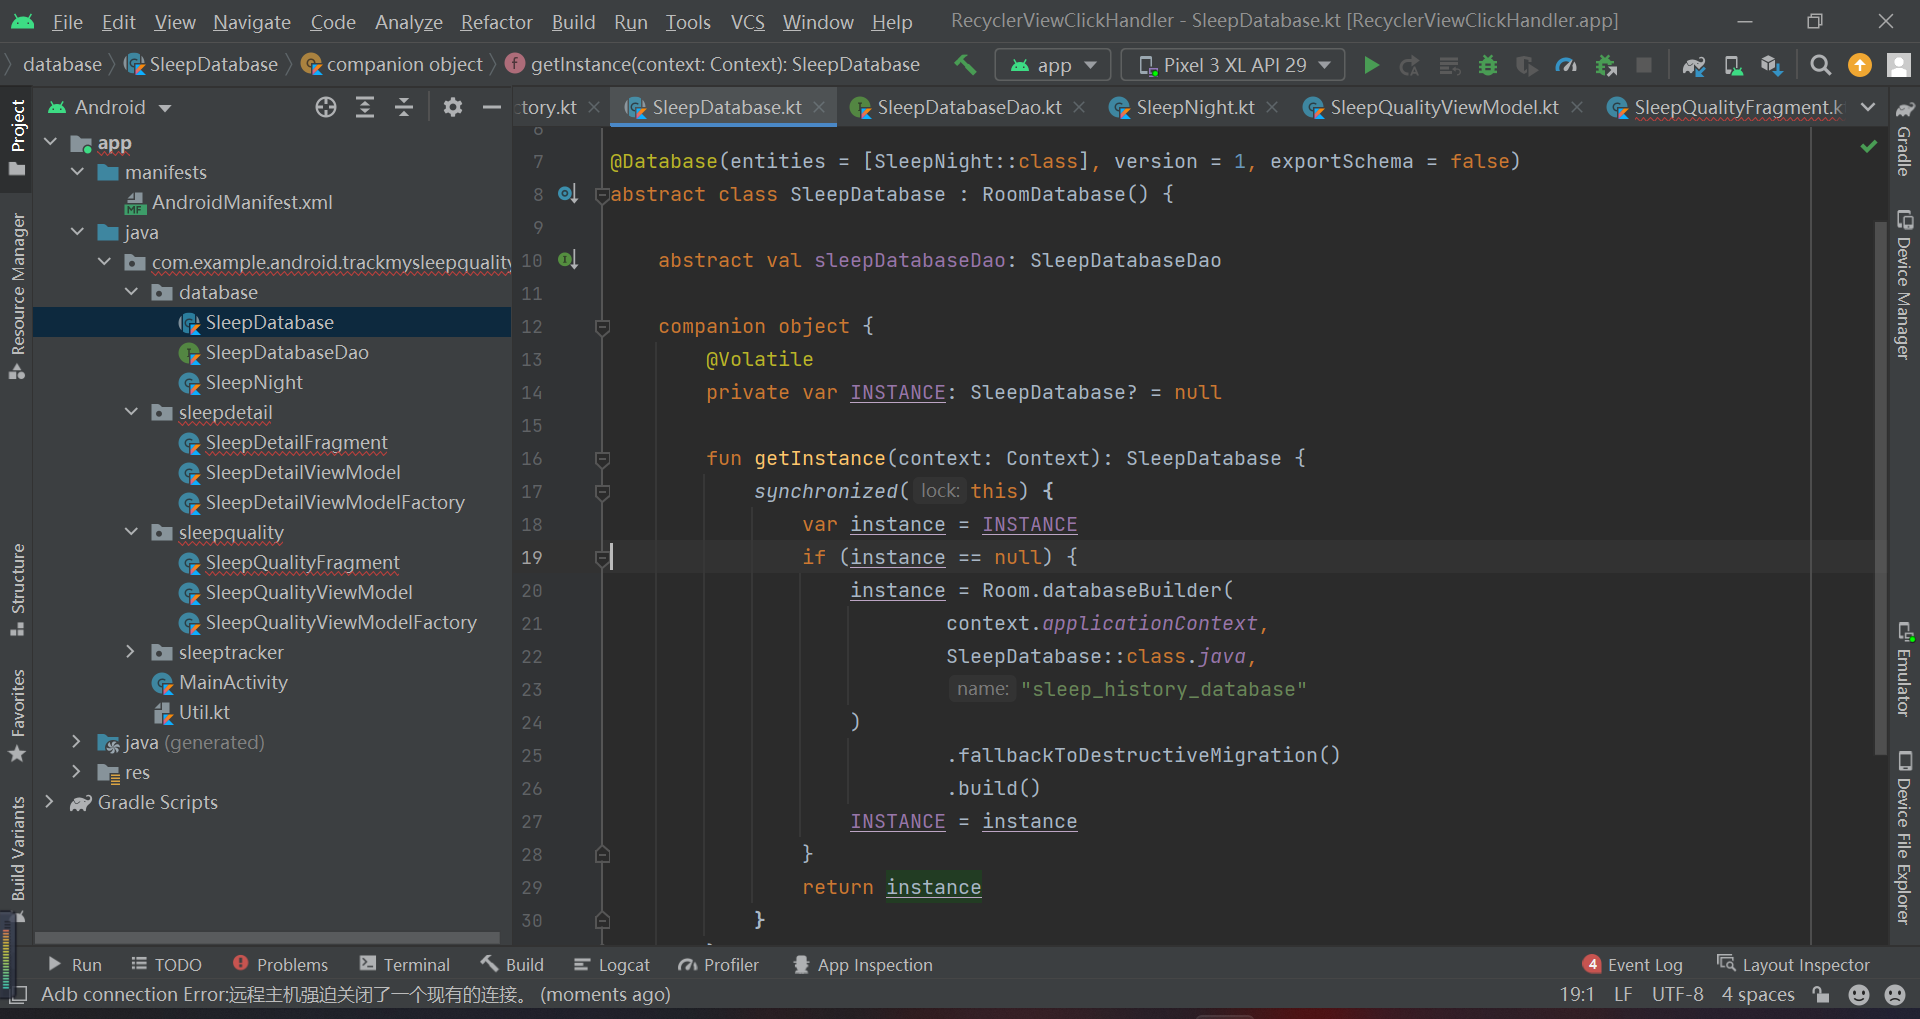 File Edit View Navigate Code Analyze Refactor Build Run Tools VCS Window Help RecyclerViewClickHandler - SleepDatabase.kt [RecyclerViewClickHandler.app]
database SleepDatabase companion object getInstance(context: Context): SleepDatabase app Pixel 3 XL API 29
Android
ctory.kt SleepDatabase.kt SleepDatabaseDao.kt SleepNight.kt SleepQualityViewModel.kt SleepQualityFragment.k
Project
Resource Manager
Structure
Favorites
Build Variants
app
manifests
AndroidManifest.xml
java
com.example.android.trackmysleepquality
database
SleepDatabase
SleepDatabaseDao
SleepNight
sleepdetail
SleepDetailFragment
SleepDetailViewModel
SleepDetailViewModelFactory
sleepquality
SleepQualityFragment
SleepQualityViewModel
SleepQualityViewModelFactory
sleeptracker
MainActivity
Util.kt
java (generated)
res
Gradle Scripts
7 @Database(entities = [SleepNight::class], version = 1, exportSchema = false)
8 abstract class SleepDatabase : RoomDatabase() {
9
10 abstract val sleepDatabaseDao: SleepDatabaseDao
11
12 companion object {
13 @Volatile
14 private var INSTANCE: SleepDatabase? = null
15
16 fun getInstance(context: Context): SleepDatabase {
17 synchronized( lock: this) {
18 var instance = INSTANCE
19 if (instance == null) {
20 instance = Room.databaseBuilder(
21 context.applicationContext,
22 SleepDatabase::class.java,
23 name: "sleep_history_database"
24 )
25 .fallbackToDestructiveMigration()
26 .build()
27 INSTANCE = instance
28 }
29 return instance
30 }
Gradle
Device Manager
Emulator
Device File Explorer
Run TODO Problems Terminal Build Logcat Profiler App Inspection 4 Event Log Layout Inspector
Adb connection Error:远程主机强迫关闭了一个现有的连接。 (moments ago) 19:1 LF UTF-8 4 spaces